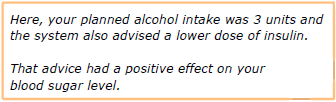 Here, your planned alcohol intake was 3 units and
the system also advised a lower dose of insulin.
That advice had a positive effect on your
blood sugar level.